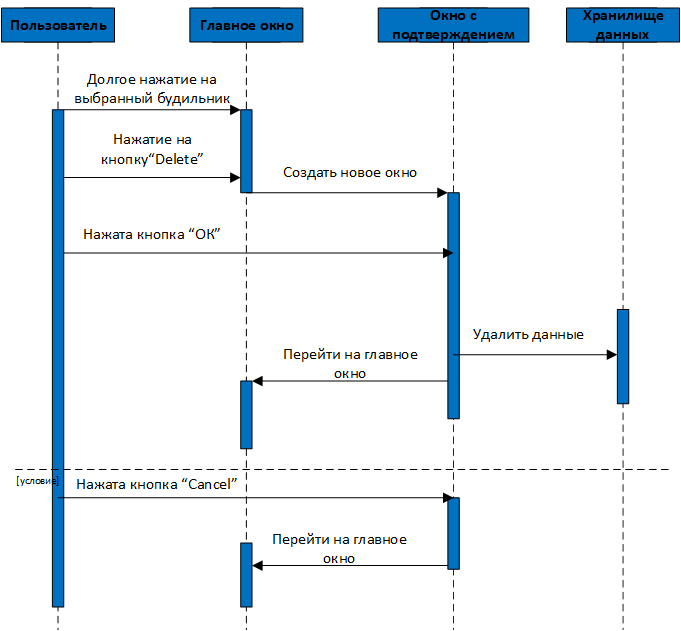 Пользователь
Главное окно
Окно с
подтверждением
Хранилище
данных
Долгое нажатие на
выбранный будильник
Нажатие на
кнопку“Delete”
Создать новое окно
Нажата кнопка “ОК”
Удалить данные
Перейти на главное
окно
[условие]
Нажата кнопка “Cancel”
Перейти на главное
окно